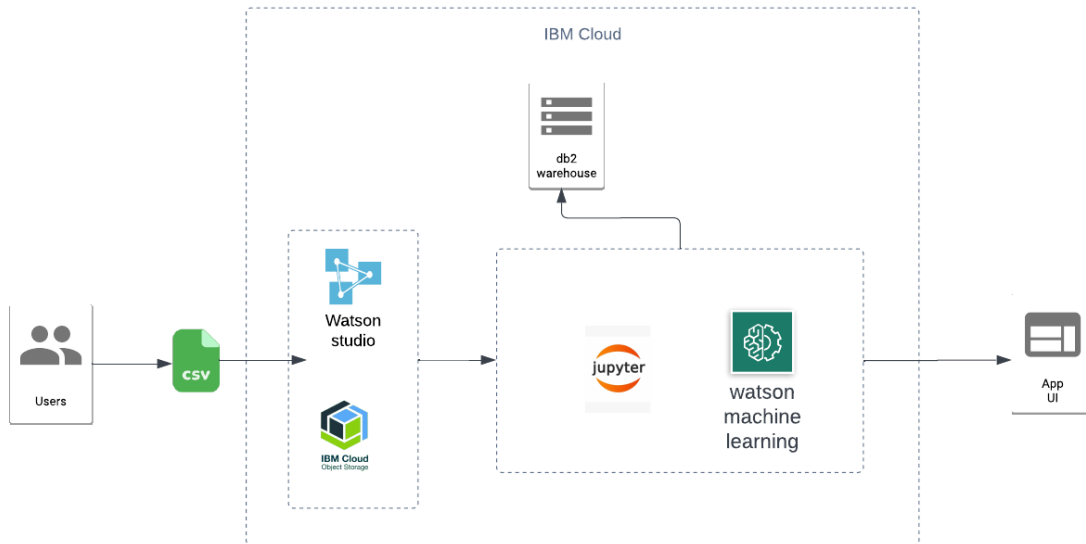 IBM Cloud
db2
warehouse
Watson
studio
IBM Cloud
Object Storage
Users
CSV
jupyter
watson
machine
learning
App
UI